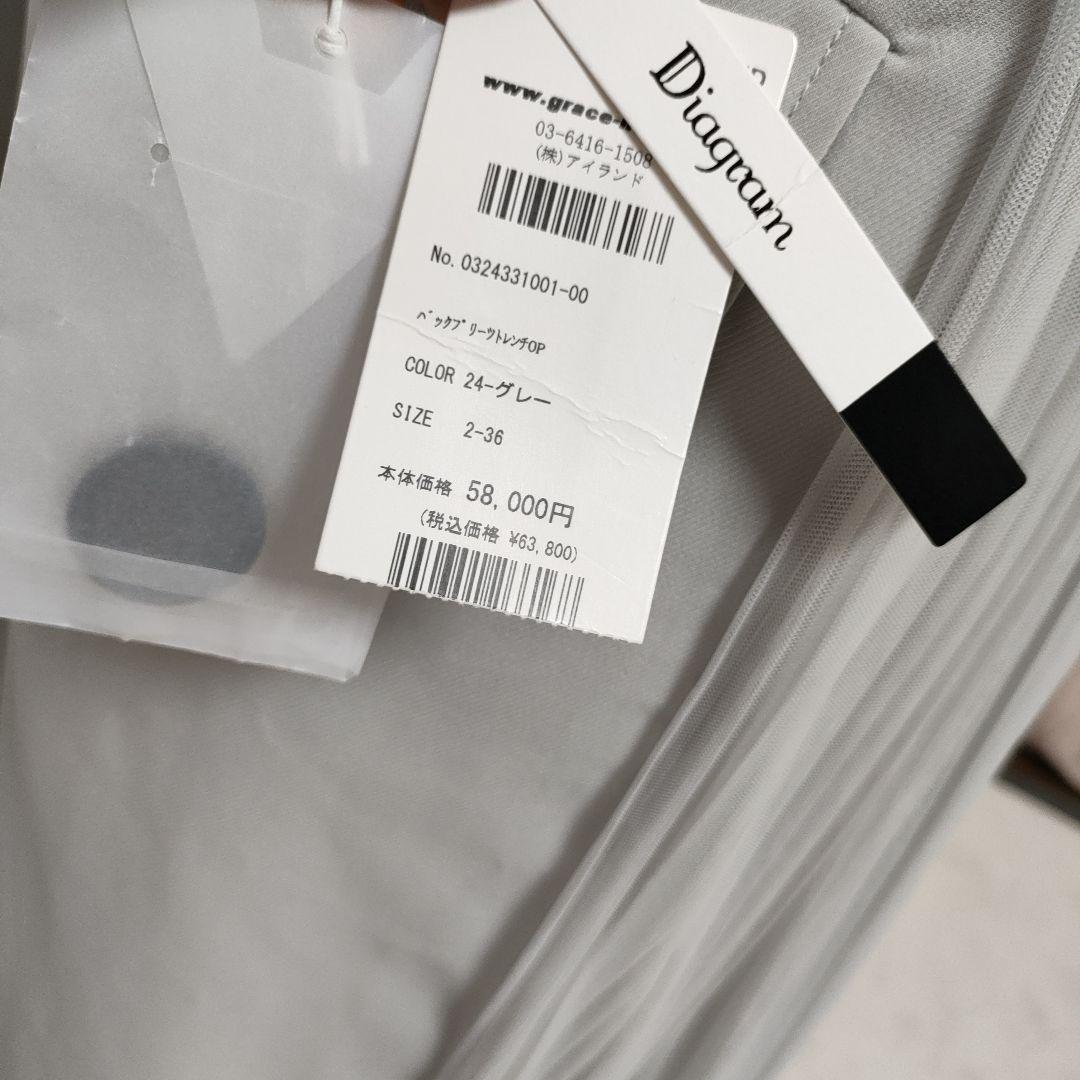 Diagram
www.grace-
03-6416-1508
(株)アイランド
No. 0324331001-00
ﾊﾞｯｸﾌﾟﾘｰﾂﾄﾚﾝﾁOP
COLOR 24-グレー
SIZE 2-36
本体価格 58,000円
(税込価格 ¥63,800)